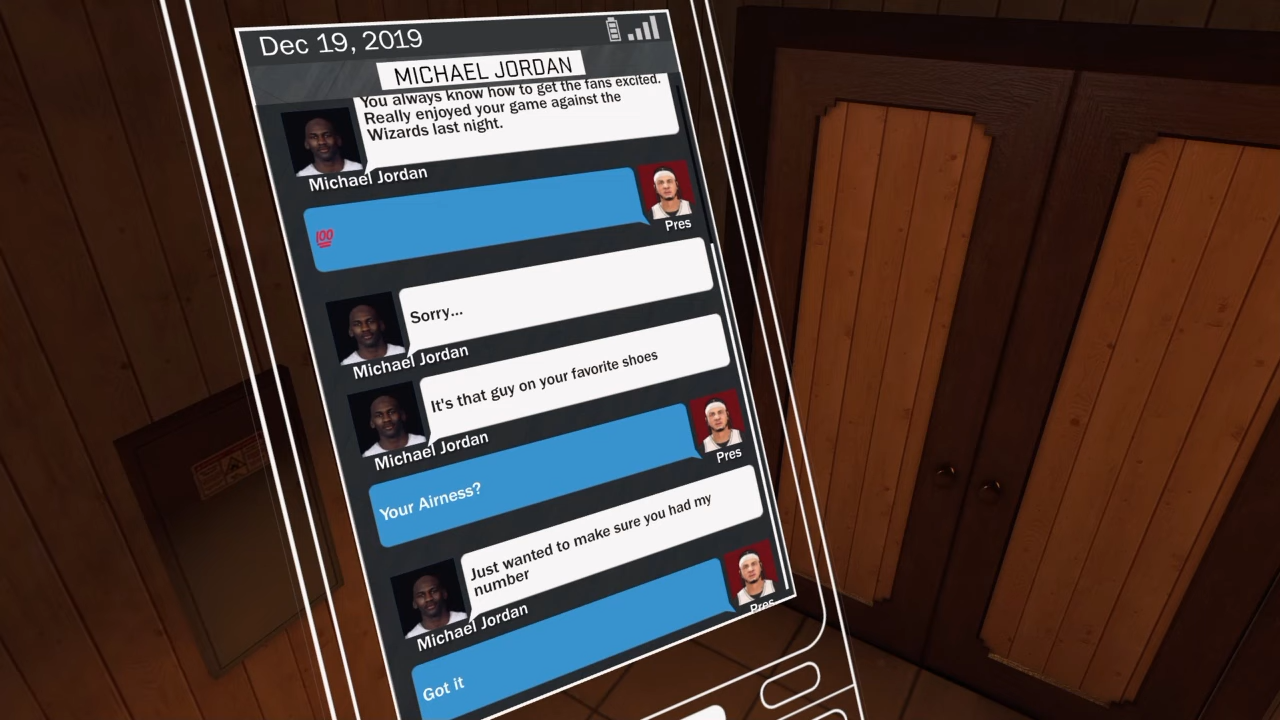 Dec 19, 2019
MICHAEL JORDAN
You always know how to get the fans excited.
Really enjoyed your game against the
Wizards last night.
Michael Jordan
💯
Pres
Sorry...
Michael Jordan
It's that guy on your favorite shoes
Michael Jordan
Pres
Your Airness?
Just wanted to make sure you had my
number
Michael Jordan
Pres
Got it